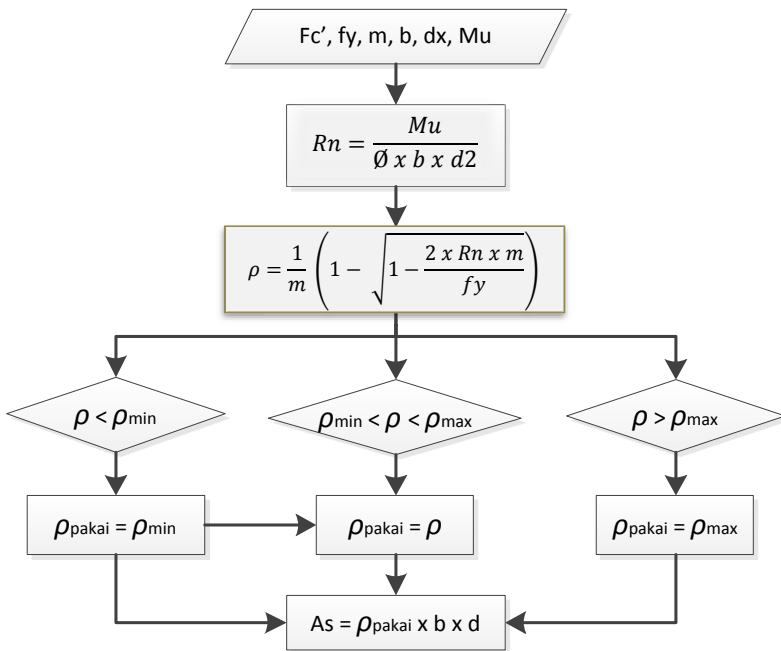 Fc’, fy, m, b, dx, Mu
Rn = Mu / (Ø x b x d2)
ρ = 1/m (1 − √(1 − (2 x Rn x m)/fy))
ρ < ρmin
ρmin < ρ < ρmax
ρ > ρmax
ρpakai = ρmin
ρpakai = ρ
ρpakai = ρmax
As = ρpakai x b x d